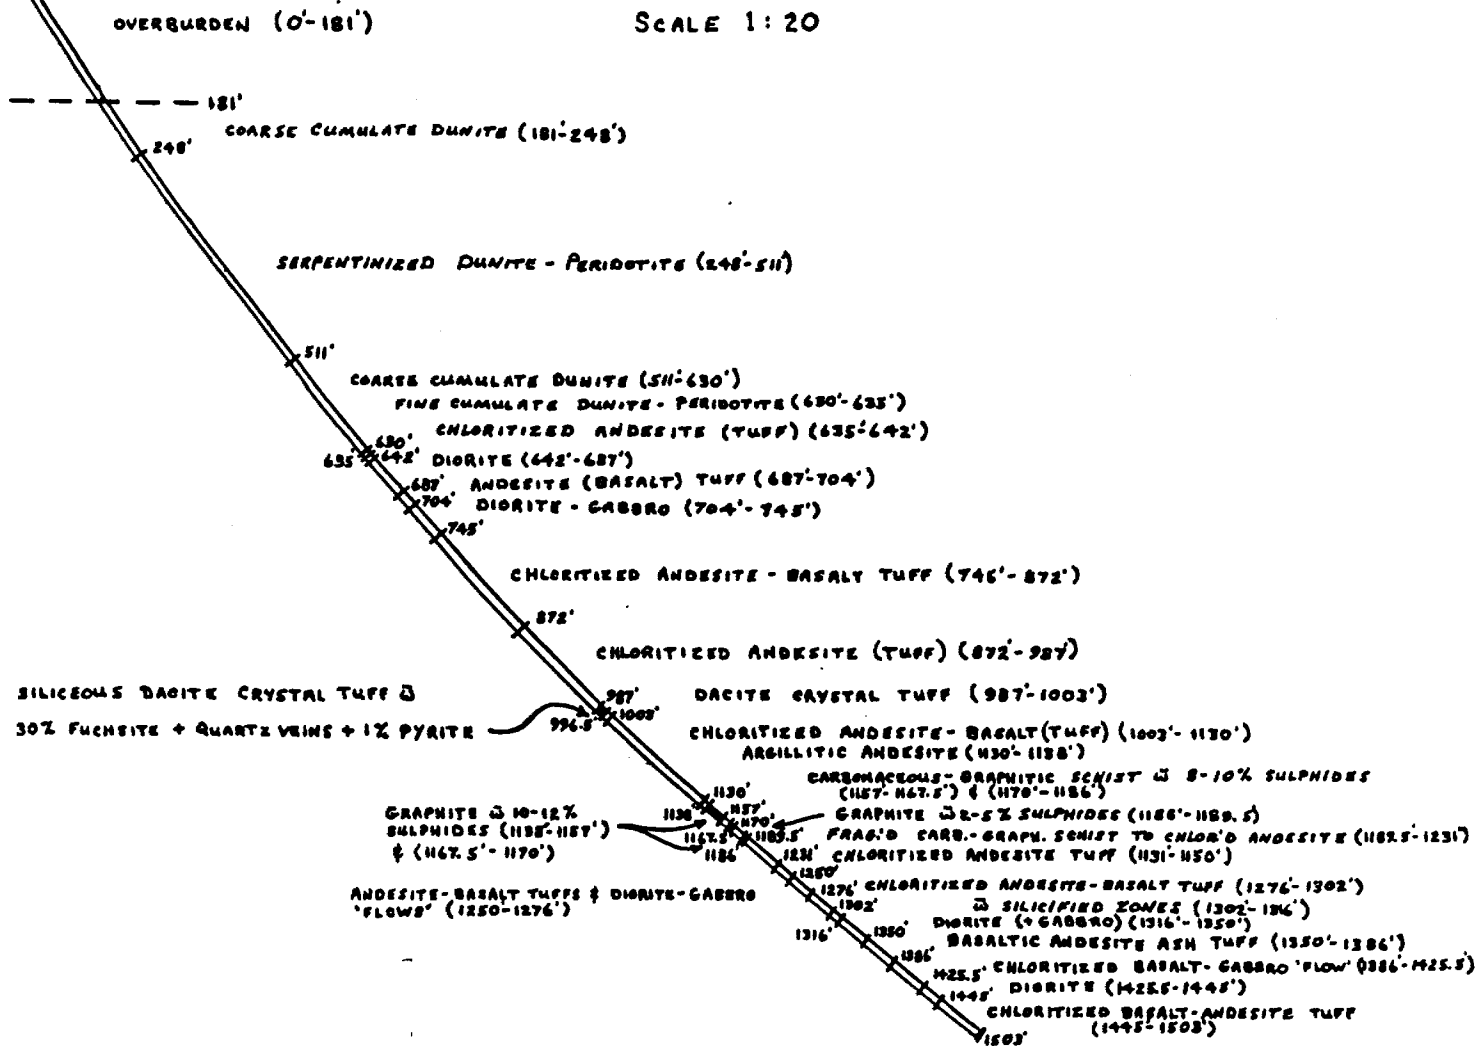 OVERBURDEN (0'-181')
SCALE 1:20
181'
COARSE CUMULATE DUNITE (181'-248')
248'
SERPENTINIZED DUNITE - PERIDOTITE (248'-511')
511'
COARSE CUMULATE DUNITE (511'-630')
FINE CUMULATE DUNITE - PERIDOTITE (630'-635')
CHLORITIZED ANDESITE (TUFF) (635'-642')
630'
635'
642'
DIORITE (642'-687')
687'
ANDESITE (BASALT) TUFF (687'-704')
704'
DIORITE - GABBRO (704'-745')
745'
CHLORITIZED ANDESITE - BASALT TUFF (745'-872')
872'
CHLORITIZED ANDESITE (TUFF) (872'-987')
SILICEOUS DACITE CRYSTAL TUFF w̄
30% FUCHSITE + QUARTZ VEINS + 1% PYRITE
987'
996.5'
1003'
DACITE CRYSTAL TUFF (987'-1003')
CHLORITIZED ANDESITE - BASALT (TUFF) (1003'-1130')
ARGILLITIC ANDESITE (1130'-1138')
CARBONACEOUS - GRAPHITIC SCHIST w̄ 8-10% SULPHIDES
(1157'-1167.5') & (1170'-1186')
1130'
1138'
1157'
1170'
GRAPHITE w̄ 10-12%
SULPHIDES (1138'-1157')
& (1167.5'-1170')
GRAPHITE w̄ 2-5% SULPHIDES (1186'-1189.5)
1167.5'
1189.5'
1186'
FRAG'D CARB.-GRAPH. SCHIST TO CHLOR'D ANDESITE (1189.5'-1231')
1231'
CHLORITIZED ANDESITE TUFF (1131'-1150')
1250'
ANDESITE-BASALT TUFFS & DIORITE-GABBRO
'FLOWS' (1250'-1276')
1276'
CHLORITIZED ANDESITE-BASALT TUFF (1276'-1302')
1302'
w̄ SILICIFIED ZONES (1302'-1316')
1316'
DIORITE (+ GABBRO) (1316'-1350')
1350'
BASALTIC ANDESITE ASH TUFF (1350'-1386')
1386'
CHLORITIZED BASALT-GABBRO 'FLOW' (1386'-1425.5')
1425.5'
DIORITE (1425.5-1445')
1445'
CHLORITIZED BASALT-ANDESITE TUFF
(1445'-1503')
1503'